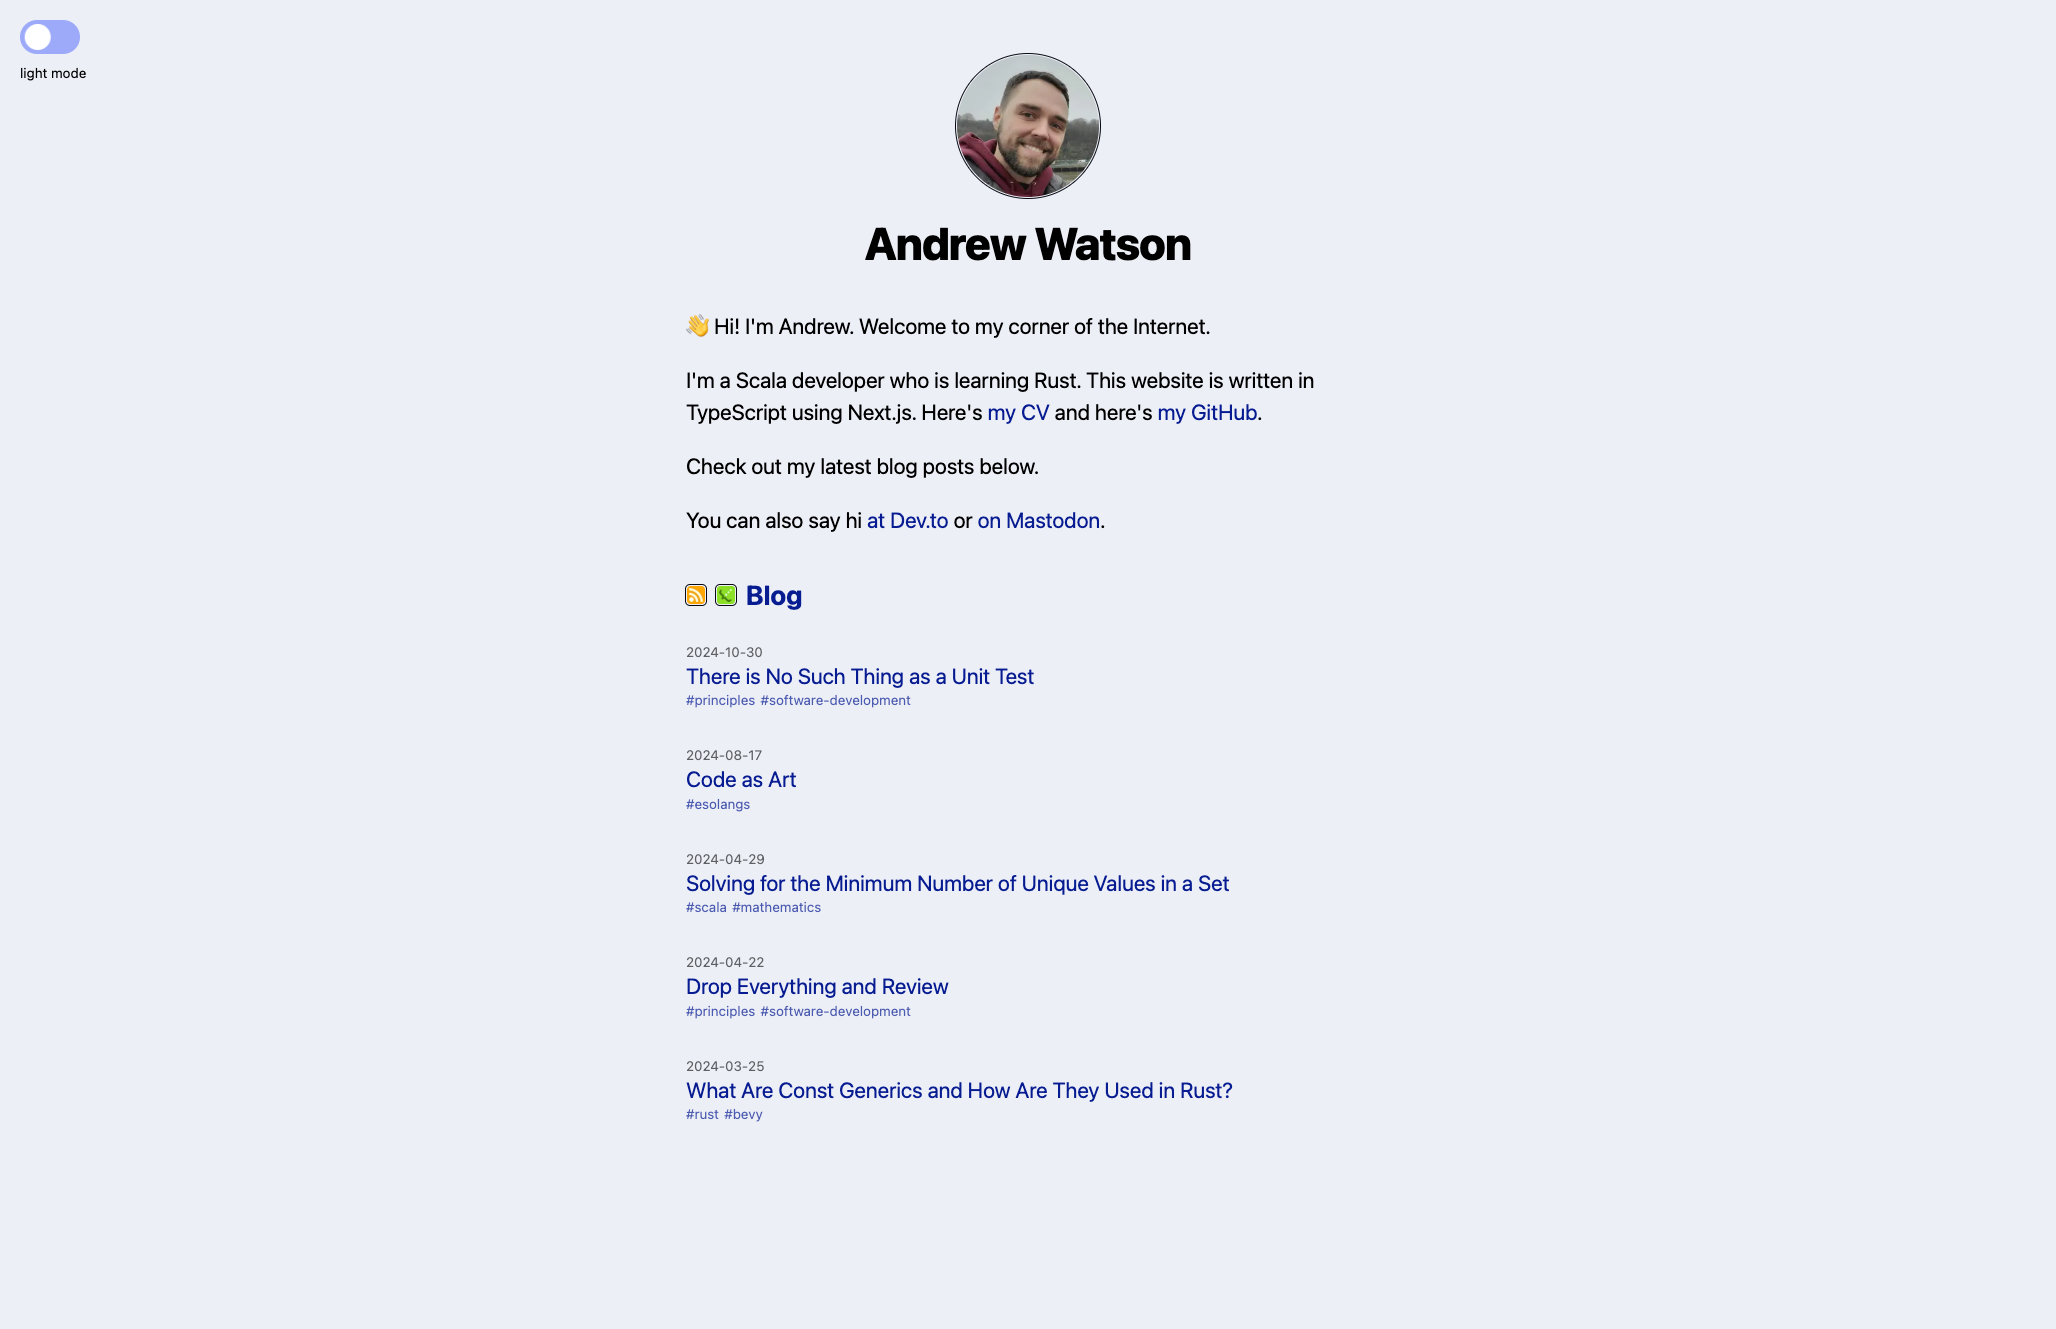 light mode
Andrew Watson
👋 Hi! I'm Andrew. Welcome to my corner of the Internet.
I'm a Scala developer who is learning Rust. This website is written in
TypeScript using Next.js. Here's my CV and here's my GitHub.
Check out my latest blog posts below.
You can also say hi at Dev.to or on Mastodon.
Blog
2024-10-30
There is No Such Thing as a Unit Test
#principles #software-development
2024-08-17
Code as Art
#esolangs
2024-04-29
Solving for the Minimum Number of Unique Values in a Set
#scala #mathematics
2024-04-22
Drop Everything and Review
#principles #software-development
2024-03-25
What Are Const Generics and How Are They Used in Rust?
#rust #bevy